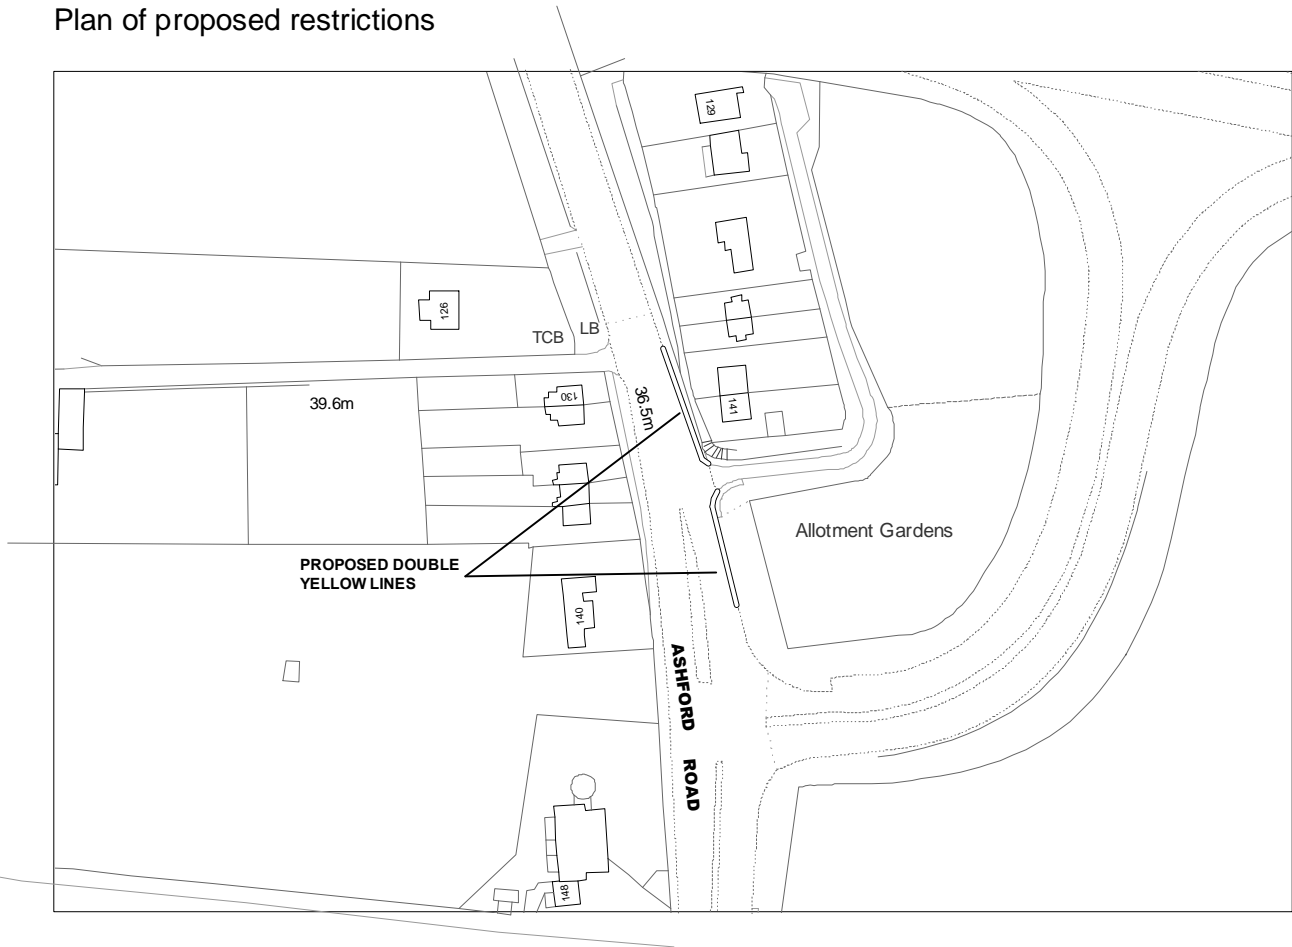 Plan of proposed restrictions
129
126
TCB
LB
130
36.5m
141
39.6m
Allotment Gardens
PROPOSED DOUBLE
YELLOW LINES
140
ASHFORD ROAD
148